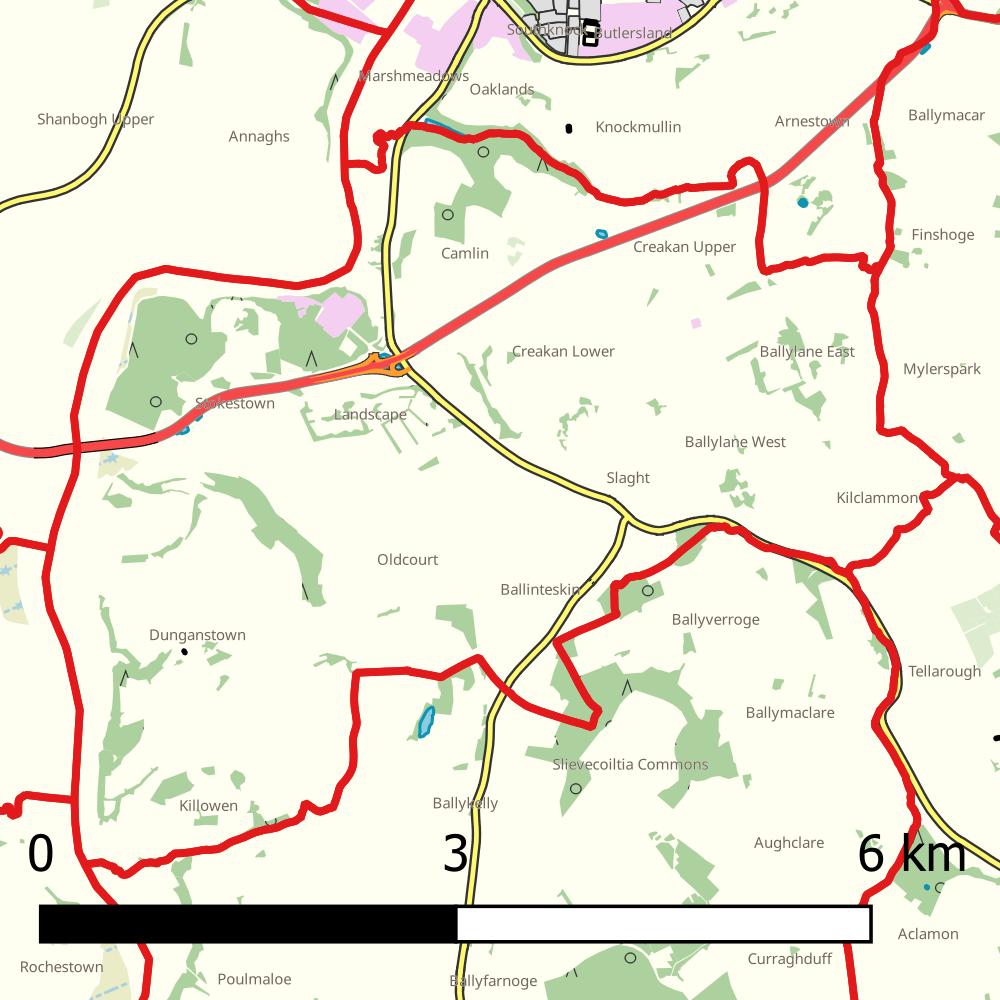 Southknock
Butlersland
Marshmeadows
Oaklands
Shanbogh Upper
Annaghs
Knockmullin
Arnestown
Ballymacar
Camlin
Creakan Upper
Finshoge
Creakan Lower
Ballylane East
Mylerspark
Stokestown
Landscape
Ballylane West
Slaght
Kilclammon
Oldcourt
Ballinteskin
Ballyverroge
Dunganstown
Tellarough
Ballymaclare
Slievecoiltia Commons
Killowen
Ballykelly
Aughclare
0 3 6 km
Aclamon
Curraghduff
Rochestown
Poulmaloe
Ballyfarnoge